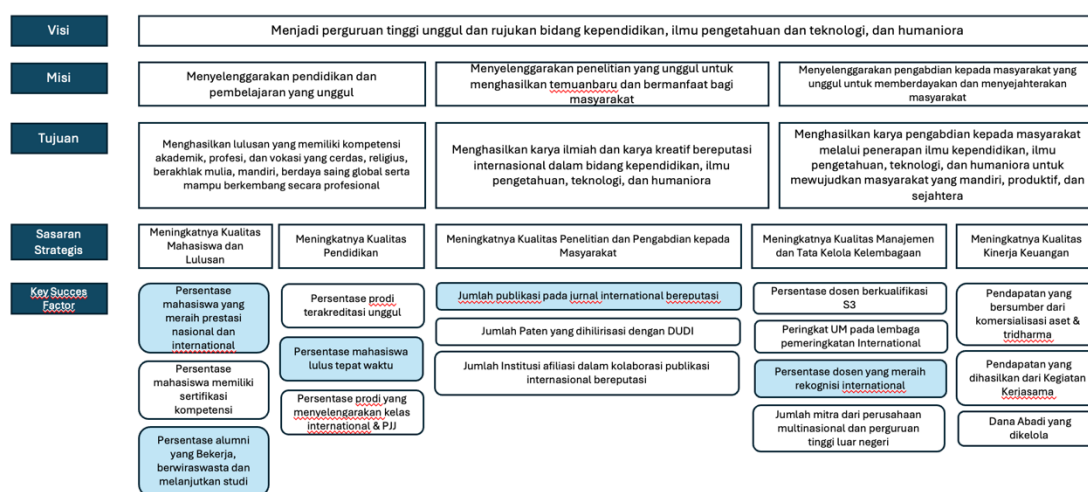 Visi
Menjadi perguruan tinggi unggul dan rujukan bidang kependidikan, ilmu pengetahuan dan teknologi, dan humaniora
Misi
Menyelenggarakan pendidikan dan
pembelajaran yang unggul
Menyelenggarakan penelitian yang unggul untuk
menghasilkan temuanbaru dan bermanfaat bagi
masyarakat
Menyelenggarakan pengabdian kepada masyarakat yang
unggul untuk memberdayakan dan menyejahterakan
masyarakat
Tujuan
Menghasilkan lulusan yang memiliki kompetensi
akademik, profesi, dan vokasi yang cerdas, religius,
berakhlak mulia, mandiri, berdaya saing global serta
mampu berkembang secara profesional
Menghasilkan karya ilmiah dan karya kreatif bereputasi
internasional dalam bidang kependidikan, ilmu
pengetahuan, teknologi, dan humaniora
Menghasilkan karya pengabdian kepada masyarakat
melalui penerapan ilmu kependidikan, ilmu
pengetahuan, teknologi, dan humaniora untuk
mewujudkan masyarakat yang mandiri, produktif, dan
sejahtera
Sasaran
Strategis
Meningkatnya Kualitas
Mahasiswa dan
Lulusan
Meningkatnya Kualitas
Pendidikan
Meningkatnya Kualitas Penelitian dan Pengabdian kepada
Masyarakat
Meningkatnya Kualitas Manajemen
dan Tata Kelola Kelembagaan
Meningkatnya Kualitas
Kinerja Keuangan
Key Succes
Factor
Persentase
mahasiswa yang
meraih prestasi
nasional dan
international
Persentase
mahasiswa memiliki
sertifikasi
kompetensi
Persentase alumni
yang Bekerja,
berwiraswasta dan
melanjutkan studi
Persentase prodi
terakreditasi unggul
Persentase mahasiswa
lulus tepat waktu
Persentase prodi yang
menyelengarakan kelas
international & PJJ
Jumlah publikasi pada jurnal international bereputasi
Jumlah Paten yang dihilirisasi dengan DUDI
Jumlah Institusi afiliasi dalam kolaborasi publikasi
internasional bereputasi
Persentase dosen berkualifikasi
S3
Peringkat UM pada lembaga
pemeringkatan International
Persentase dosen yang meraih
rekognisi international
Jumlah mitra dari perusahaan
multinasional dan perguruan
tinggi luar negeri
Pendapatan yang
bersumber dari
komersialisasi aset &
tridharma
Pendapatan yang
dihasilkan dari Kegiatan
Kerjasama
Dana Abadi yang
dikelola